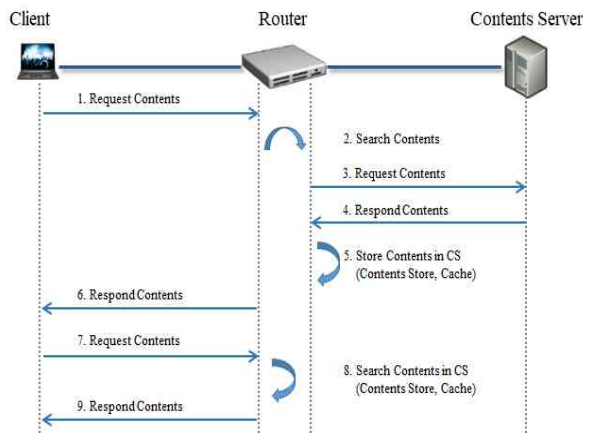 Client
Router
Contents Server
1. Request Contents
2. Search Contents
3. Request Contents
4. Respond Contents
5. Store Contents in CS
(Contents Store, Cache)
6. Respond Contents
7. Request Contents
8. Search Contents in CS
(Contents Store, Cache)
9. Respond Contents